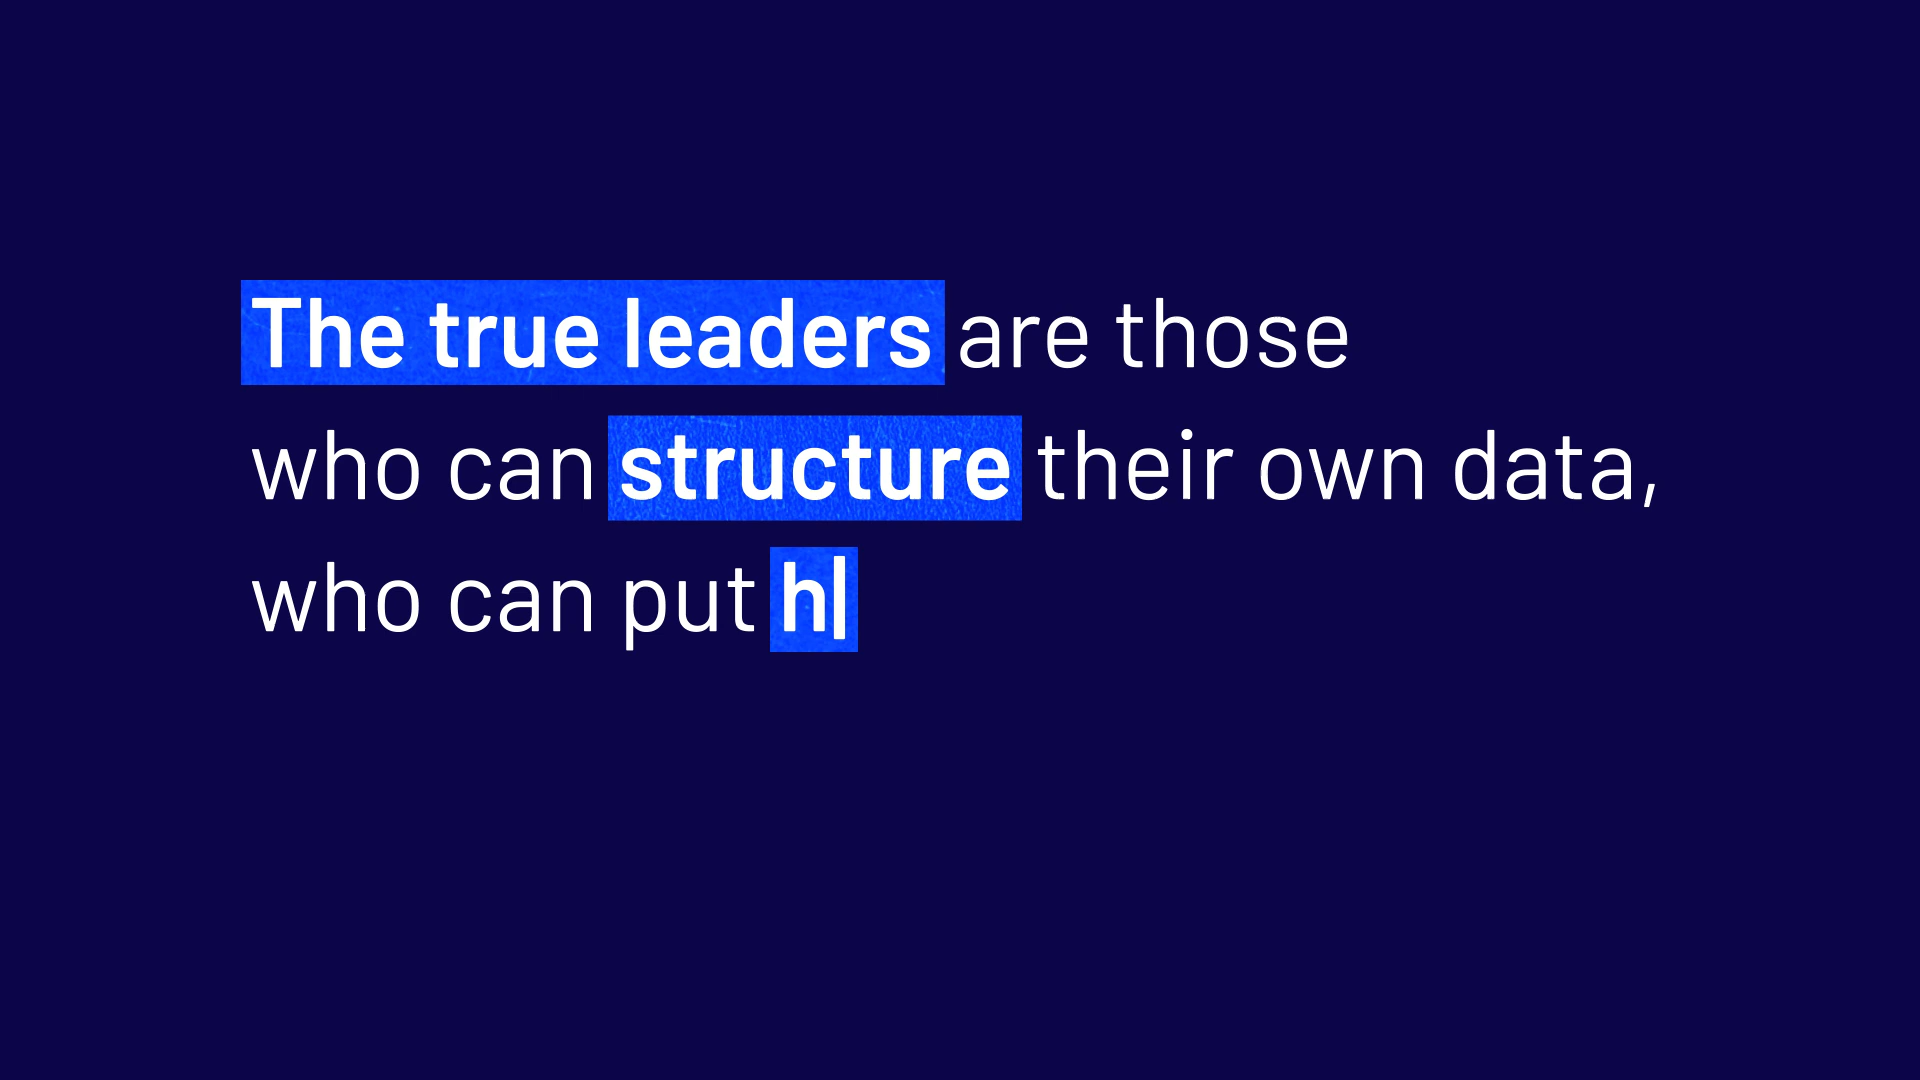 The true leaders are those
who can structure their own data,
who can put h|